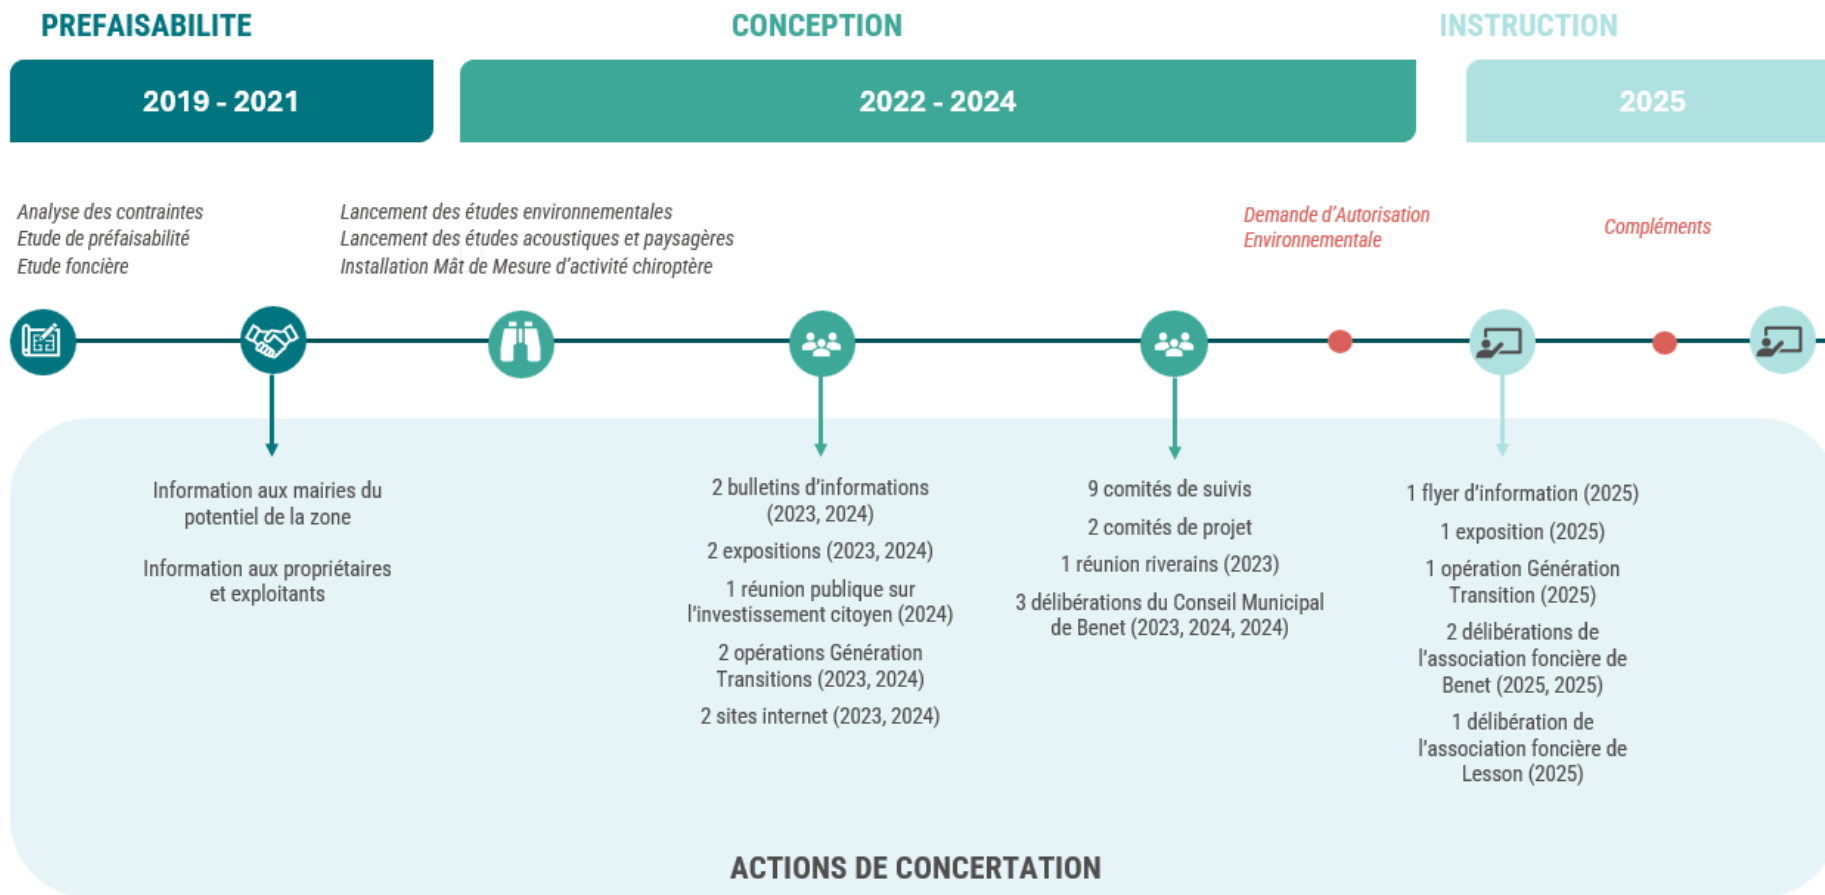 PREFAISABILITE
CONCEPTION
INSTRUCTION
2019 - 2021
2022 - 2024
2025
Analyse des contraintes
Etude de préfaisabilité
Etude foncière
Lancement des études environnementales
Lancement des études acoustiques et paysagères
Installation Mât de Mesure d’activité chiroptère
Demande d’Autorisation
Environnementale
Compléments
Information aux mairies du
potentiel de la zone
Information aux propriétaires
et exploitants
2 bulletins d’informations
(2023, 2024)
2 expositions (2023, 2024)
1 réunion publique sur
l’investissement citoyen (2024)
2 opérations Génération
Transitions (2023, 2024)
2 sites internet (2023, 2024)
9 comités de suivis
2 comités de projet
1 réunion riverains (2023)
3 délibérations du Conseil Municipal
de Benet (2023, 2024, 2024)
1 flyer d’information (2025)
1 exposition (2025)
1 opération Génération
Transition (2025)
2 délibérations de
l’association foncière de
Benet (2025, 2025)
1 délibération de
l’association foncière de
Lesson (2025)
ACTIONS DE CONCERTATION